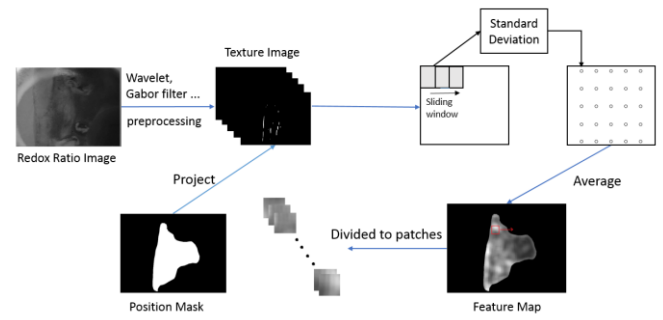 Standard
Deviation
Texture Image
Wavelet,
Gabor filter ...
preprocessing
Sliding
window
Redox Ratio Image
Project
Average
Divided to patches
Position Mask
Feature Map